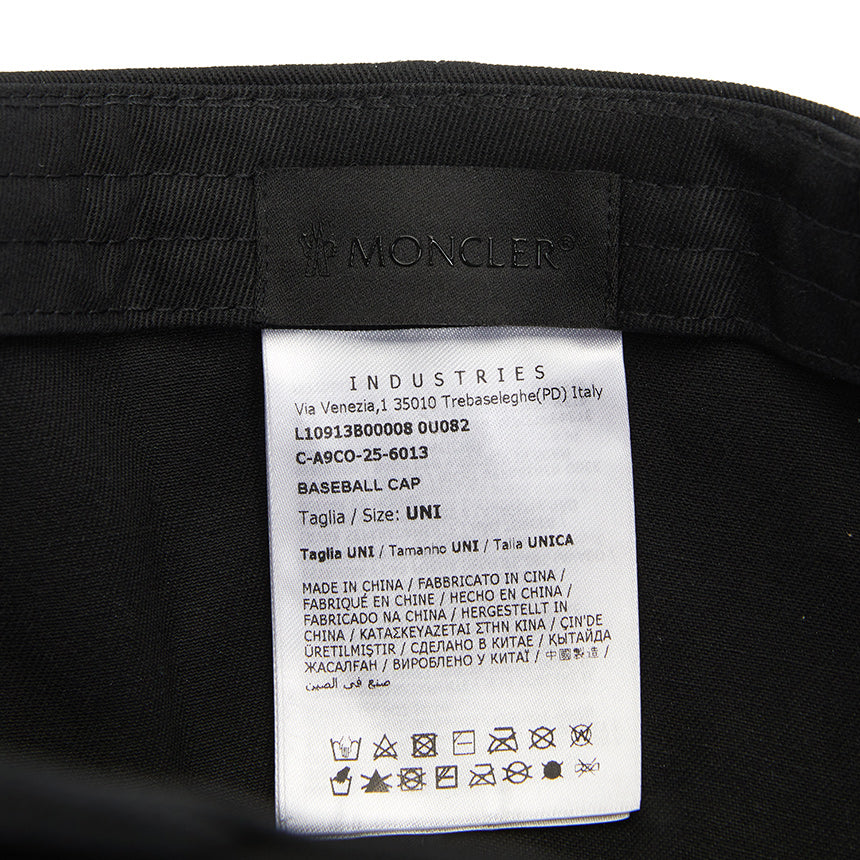 MONCLER®
INDUSTRIES
Via Venezia,1 35010 Trebaseleghe(PD) Italy
L10913B00008 0U082
C-A9CO-25-6013
BASEBALL CAP
Taglia / Size: UNI
Taglia UNI / Tamanho UNI / Talla UNICA
MADE IN CHINA / FABBRICATO IN CINA /
FABRIQUÉ EN CHINE / HECHO EN CHINA /
FABRICADO NA CHINA / HERGESTELLT IN
CHINA / ΚΑΤΑΣΚΕΥΑΖΕΤΑΙ ΣΤΗΝ ΚΙΝΑ / ÇIN'DE
ÜRETILMIŞTIR / СДЕЛАНО В КИТАЕ / ҚЫТАЙДА
ЖАСАЛҒАН / ВИРОБЛЕНО У КИТАЇ / 中國製造 /
صنع في الصين
W